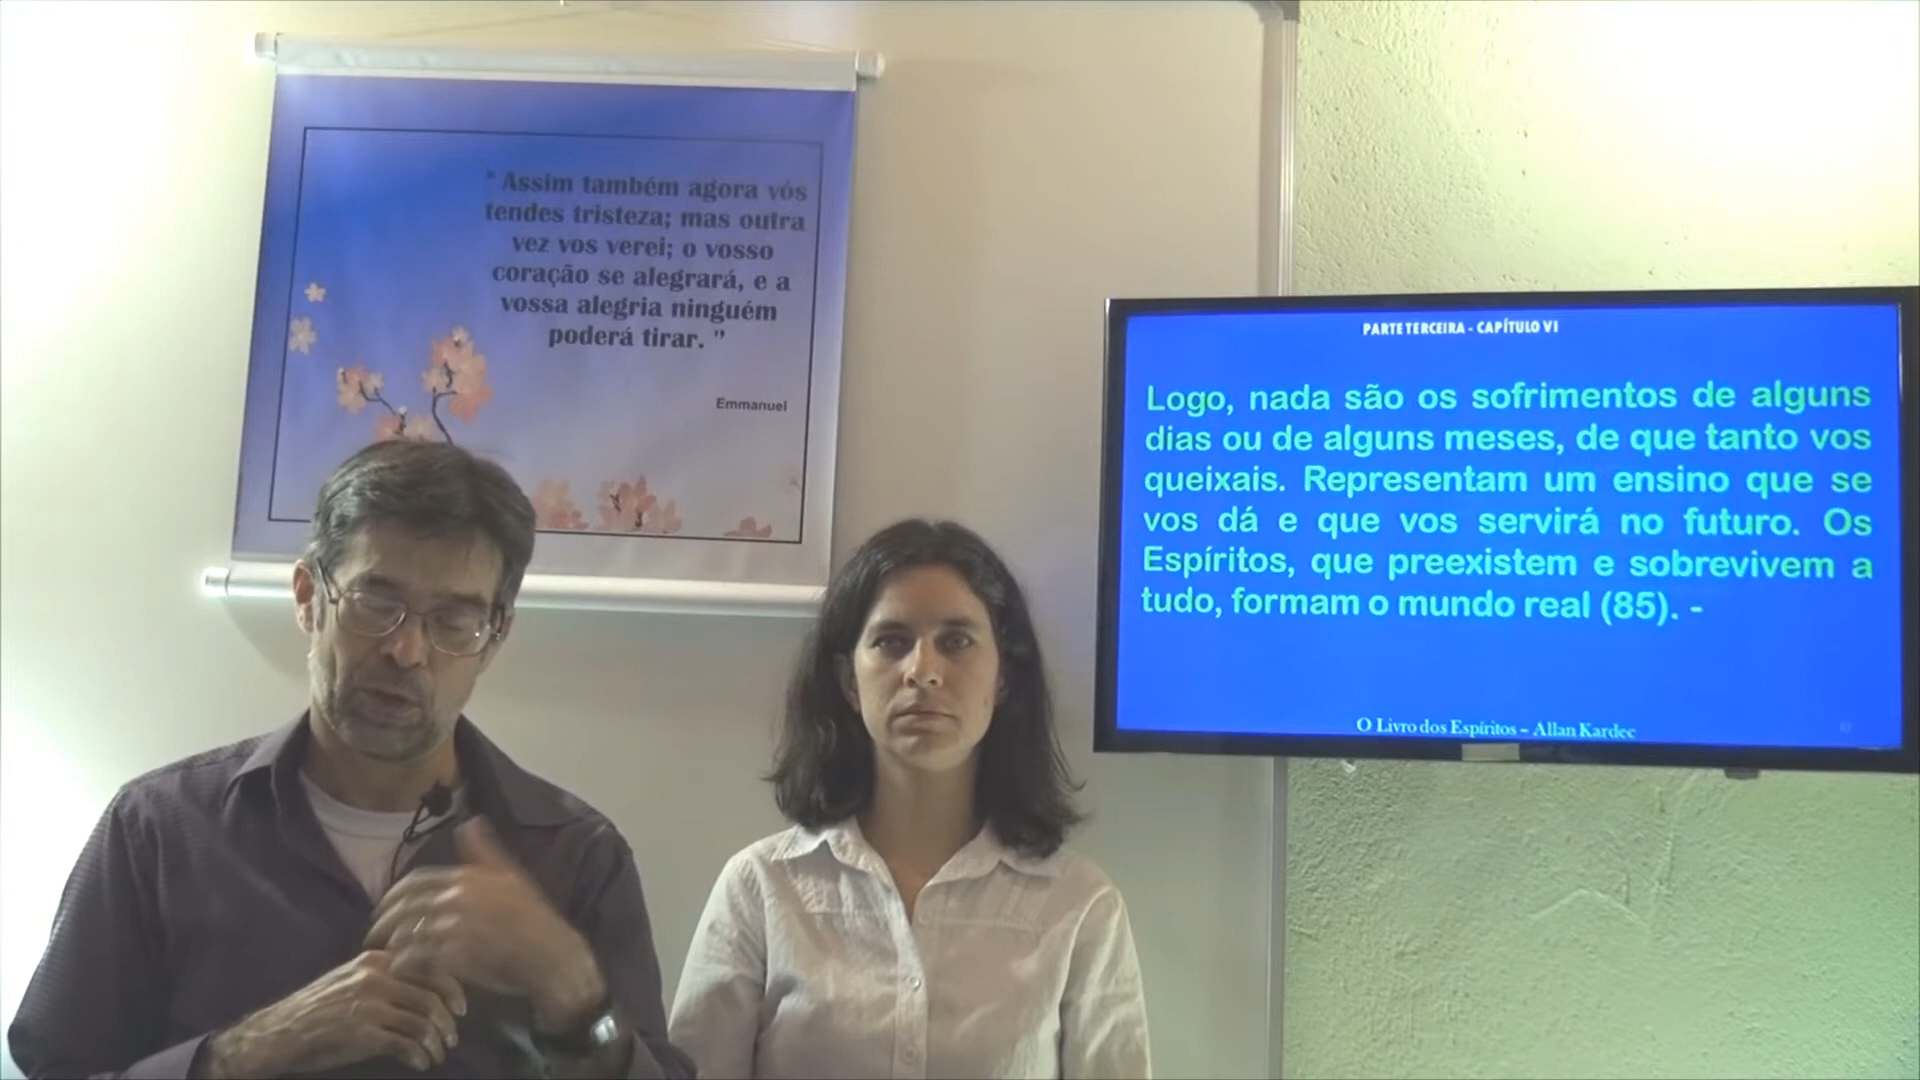 " Assim também agora vós
tendes tristeza; mas outra
vez vos verei; o vosso
coração se alegrará, e a
vossa alegria ninguém
poderá tirar. "
Emmanuel
PARTE TERCEIRA - CAPÍTULO VI
Logo, nada são os sofrimentos de alguns
dias ou de alguns meses, de que tanto vos
queixais. Representam um ensino que se
vos dá e que vos servirá no futuro. Os
Espíritos, que preexistem e sobrevivem a
tudo, formam o mundo real (85). -
O Livro dos Espíritos – Allan Kardec